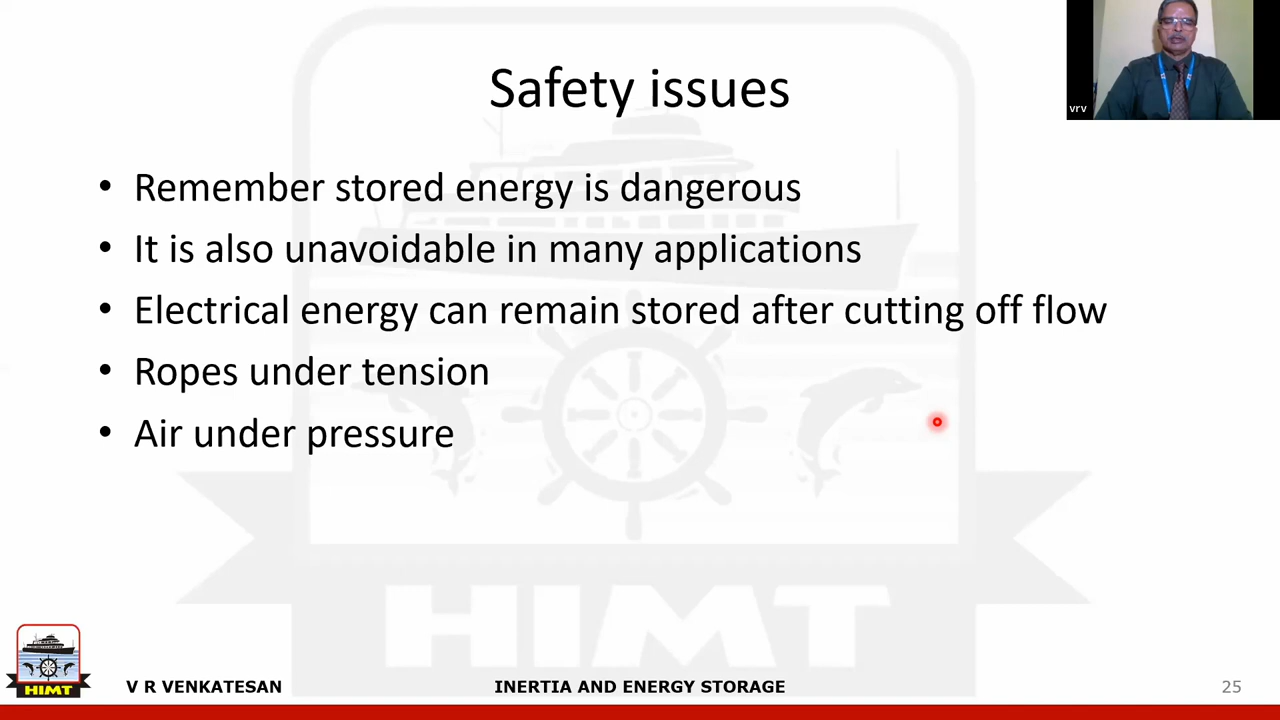 vrv
Safety issues
• Remember stored energy is dangerous
• It is also unavoidable in many applications
• Electrical energy can remain stored after cutting off flow
• Ropes under tension
• Air under pressure
HIMT
HIMT
V R VENKATESAN
INERTIA AND ENERGY STORAGE
25